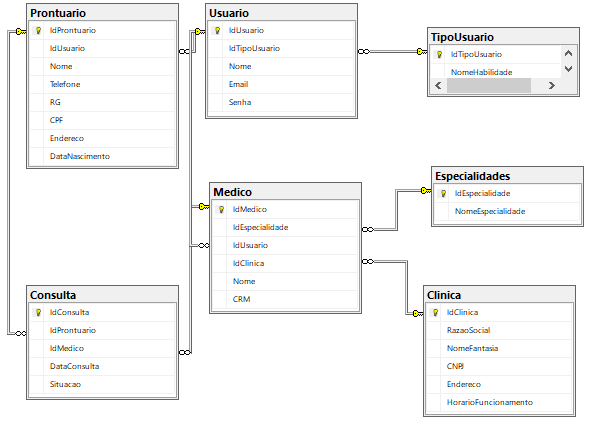 Prontuario
IdProntuario
IdUsuario
Nome
Telefone
RG
CPF
Endereco
DataNascimento
Usuario
IdUsuario
IdTipoUsuario
Nome
Email
Senha
TipoUsuario
IdTipoUsuario
NomeHabilidade
Medico
IdMedico
IdEspecialidade
IdUsuario
IdClinica
Nome
CRM
Especialidades
IdEspecialidade
NomeEspecialidade
Consulta
IdConsulta
IdProntuario
IdMedico
DataConsulta
Situacao
Clinica
IdClinica
RazaoSocial
NomeFantasia
CNPJ
Endereco
HorarioFuncionamento